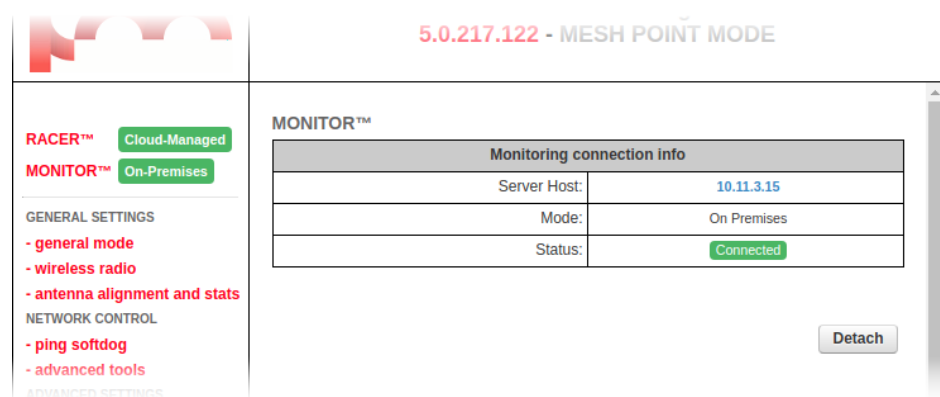 5.0.217.122 - MESH POINT MODE
RACER™ Cloud-Managed
MONITOR™ On-Premises
GENERAL SETTINGS
- general mode
- wireless radio
- antenna alignment and stats
NETWORK CONTROL
- ping softdog
- advanced tools
ADVANCED SETTINGS
MONITOR™
Monitoring connection info
Server Host: 10.11.3.15
Mode: On Premises
Status: Connected
Detach